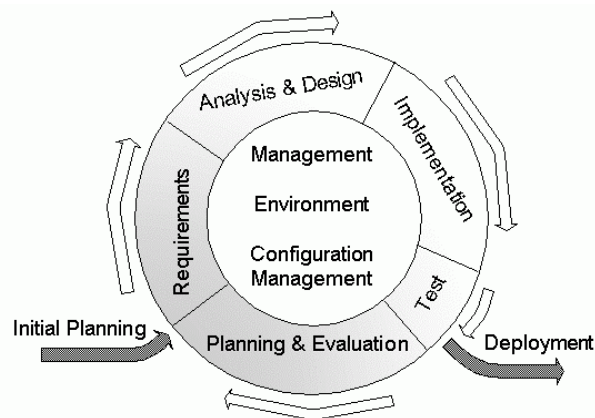 Analysis & Design
Implementation
Management
Environment
Configuration
Management
Requirements
Test
Initial Planning
Planning & Evaluation
Deployment